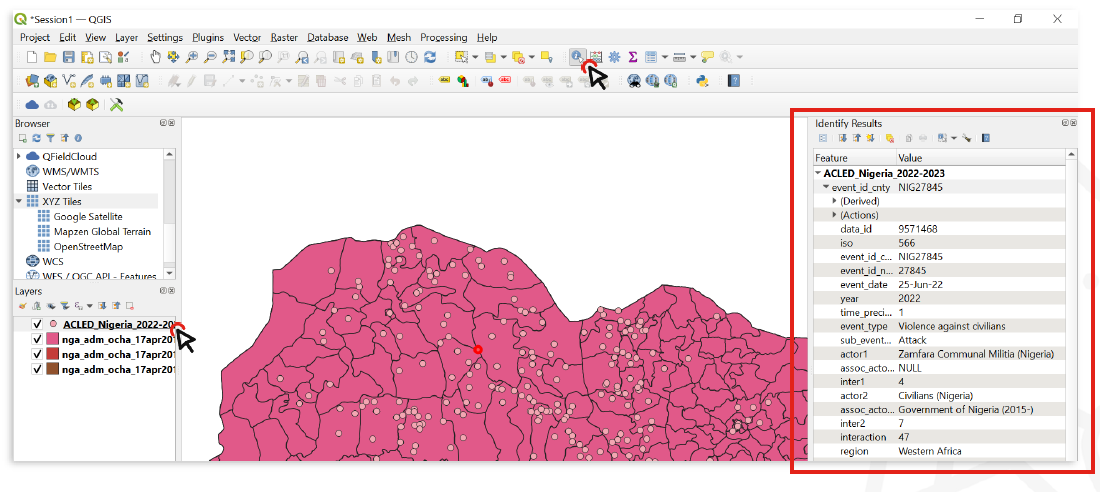 *Session1 — QGIS
Project Edit View Layer Settings Plugins Vector Raster Database Web Mesh Processing Help
Browser
QFieldCloud
WMS/WMTS
Vector Tiles
XYZ Tiles
Google Satellite
Mapzen Global Terrain
OpenStreetMap
WCS
WFS / OGC API - Features
Layers
ACLED_Nigeria_2022-20
nga_adm_ocha_17apr201
nga_adm_ocha_17apr201
nga_adm_ocha_17apr201
Identify Results
Feature Value
ACLED_Nigeria_2022-2023
event_id_cnty NIG27845
(Derived)
(Actions)
data_id 9571468
iso 566
event_id_c... NIG27845
event_id_n... 27845
event_date 25-Jun-22
year 2022
time_preci... 1
event_type Violence against civilians
sub_event... Attack
actor1 Zamfara Communal Militia (Nigeria)
assoc_acto... NULL
inter1 4
actor2 Civilians (Nigeria)
assoc_acto... Government of Nigeria (2015-)
inter2 7
interaction 47
region Western Africa